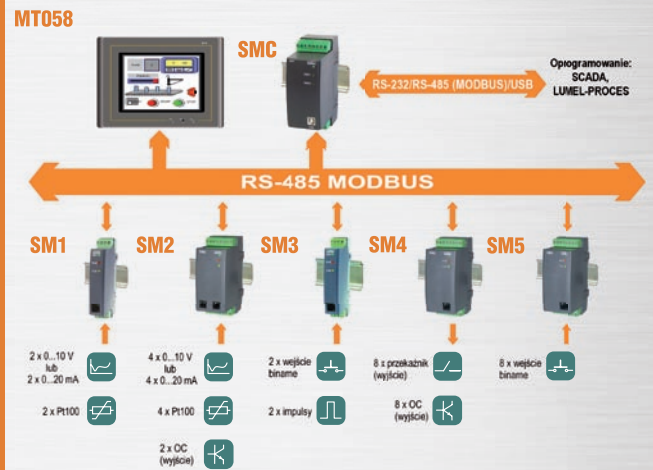 MT058
SMC
RS-232/RS-485 (MODBUS)/USB
Oprogramowanie:
SCADA,
LUMEL-PROCES
RS-485 MODBUS
SM1
SM2
SM3
SM4
SM5
2 x 0...10 V
lub
2 x 0...20 mA
2 x Pt100
4 x 0...10 V
lub
4 x 0...20 mA
4 x Pt100
2 x OC
(wyjście)
2 x wejście
binarne
2 x impulsy
8 x przekaźnik
(wyjście)
8 x OC
(wyjście)
8 x wejście
binarne